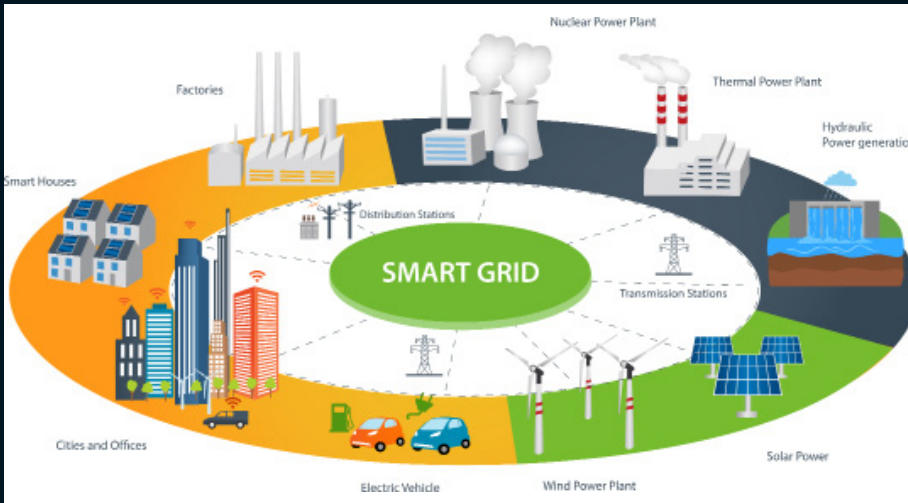 Nuclear Power Plant
Factories
Thermal Power Plant
Hydraulic
Power generatio
Smart Houses
Distribution Stations
SMART GRID
Transmission Stations
Cities and Offices
Solar Power
Electric Vehicle
Wind Power Plant